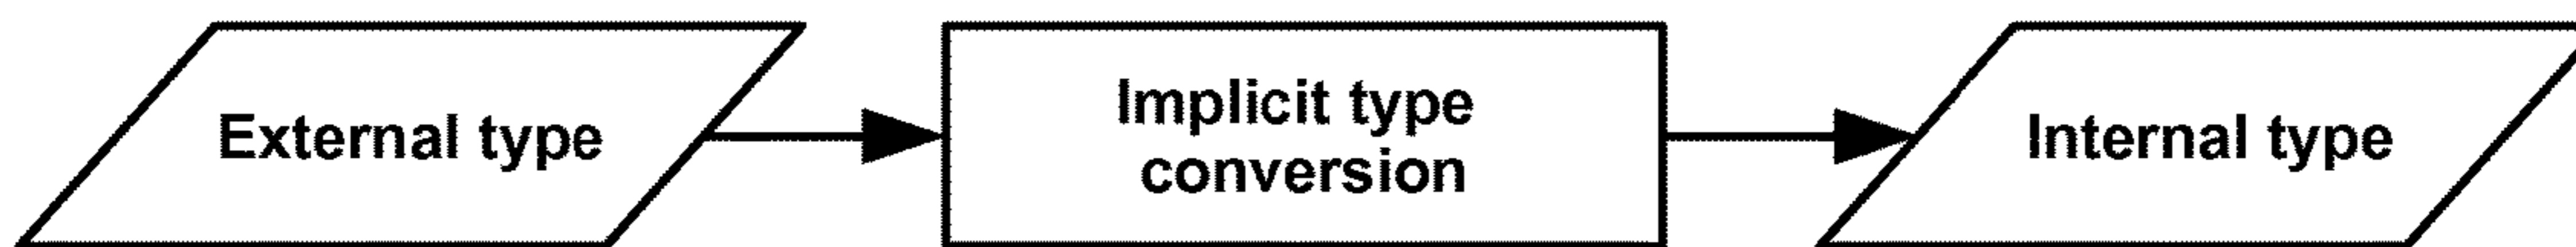 External type
Implicit type
conversion
Internal type